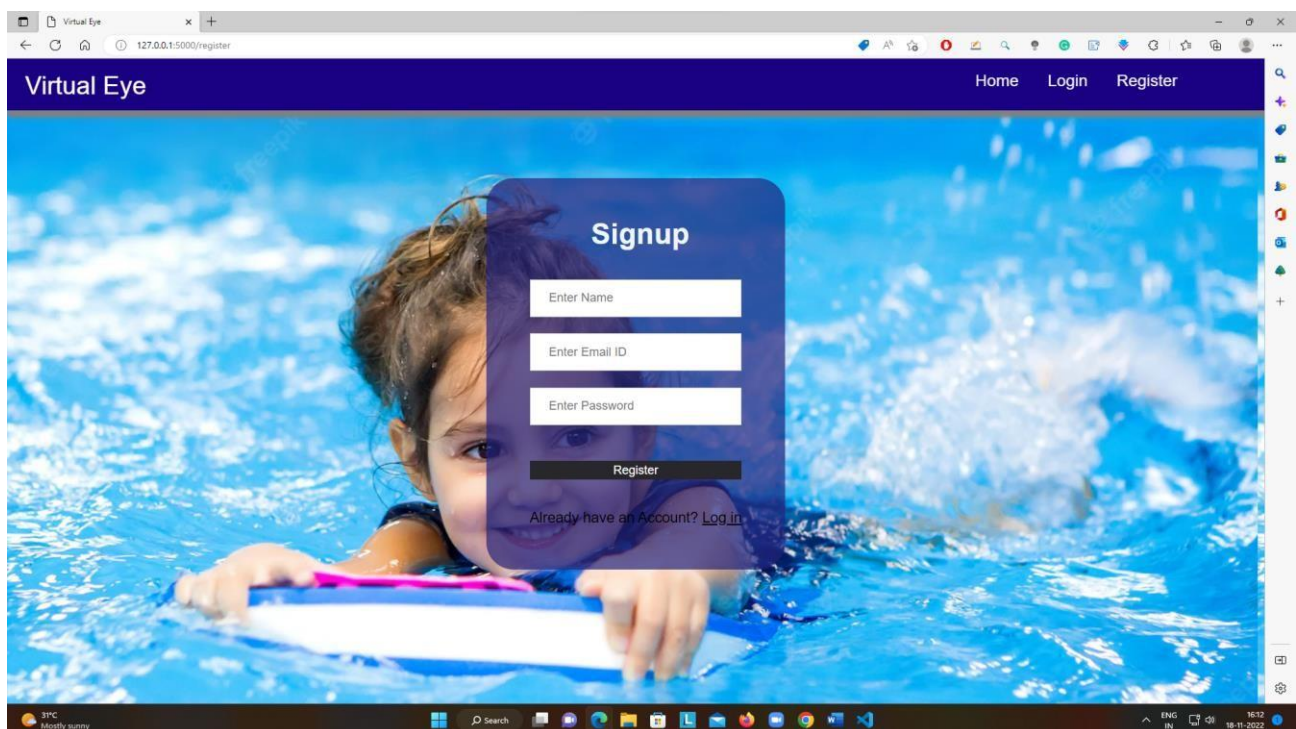 Virtual Eye
127.0.0.1:5000/register
Virtual Eye
Home Login Register
Signup
Enter Name
Enter Email ID
Enter Password
Register
Already have an Account? Log in
31°C
Mostly sunny
Search
ENG
IN
16:12
18-11-2022